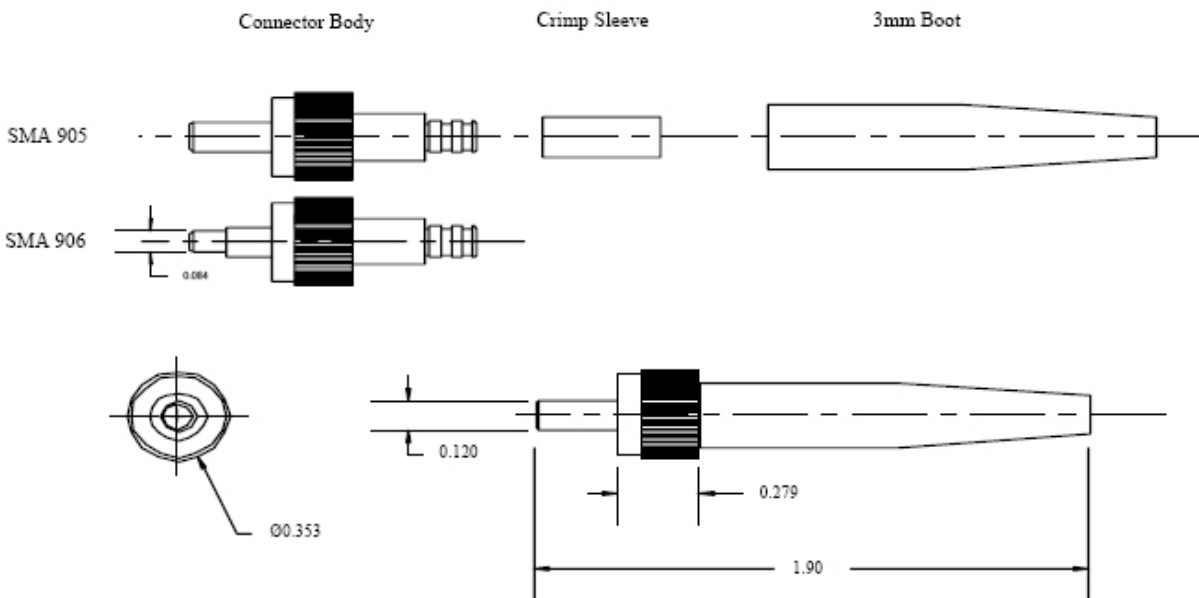 Connector Body
Crimp Sleeve
3mm Boot
SMA 905
SMA 906
0.084
0.120
0.279
Ø0.353
1.90